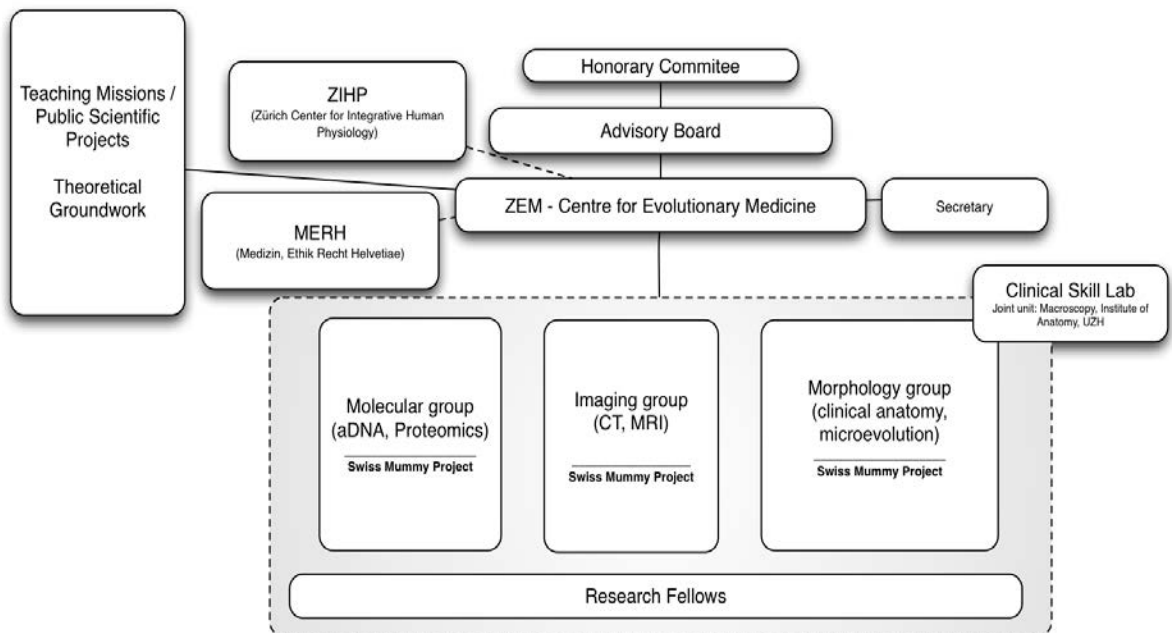 Teaching Missions /
Public Scientific
Projects
Theoretical
Groundwork
ZIHP
(Zürich Center for Integrative Human
Physiology)
MERH
(Medizin, Ethik Recht Helvetiae)
Honorary Commitee
Advisory Board
ZEM - Centre for Evolutionary Medicine
Secretary
Clinical Skill Lab
Joint unit: Macroscopy, Institute of
Anatomy, UZH
Molecular group
(aDNA, Proteomics)
Swiss Mummy Project
Imaging group
(CT, MRI)
Swiss Mummy Project
Morphology group
(clinical anatomy,
microevolution)
Swiss Mummy Project
Research Fellows